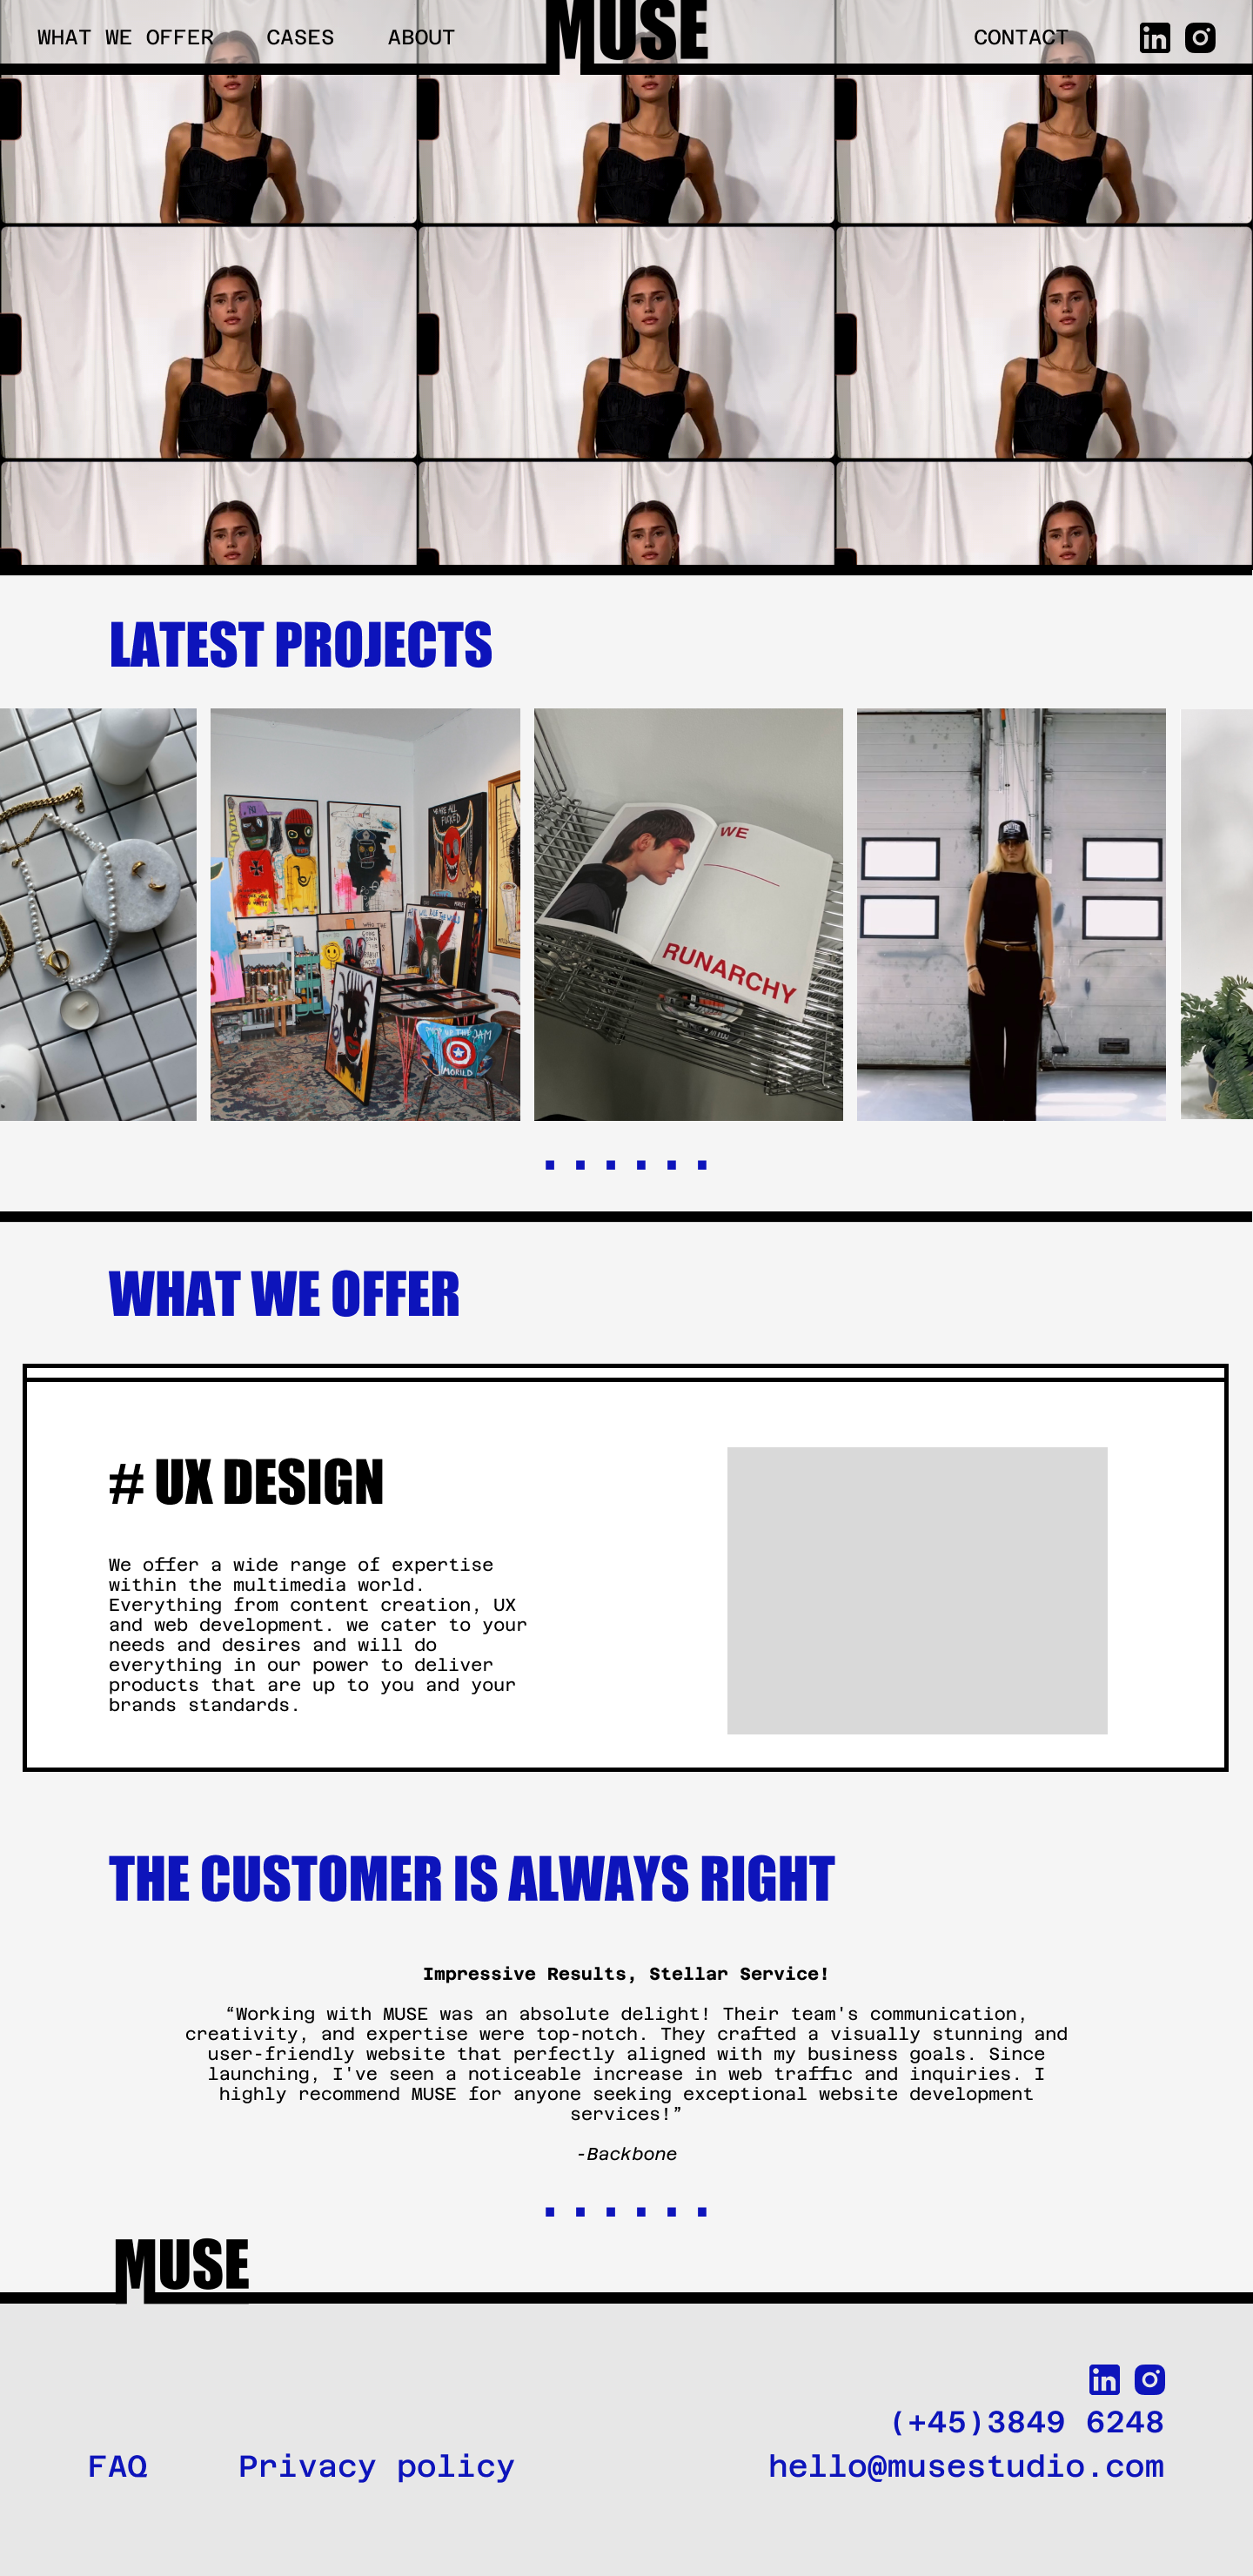 WHAT WE OFFER CASES ABOUT MUSE CONTACT in
LATEST PROJECTS
WE
RUNARCHY
WHAT WE OFFER
# UX DESIGN
We offer a wide range of expertise
within the multimedia world.
Everything from content creation, UX
and web development. we cater to your
needs and desires and will do
everything in our power to deliver
products that are up to you and your
brands standards.
THE CUSTOMER IS ALWAYS RIGHT
Impressive Results, Stellar Service!
“Working with MUSE was an absolute delight! Their team's communication,
creativity, and expertise were top-notch. They crafted a visually stunning and
user-friendly website that perfectly aligned with my business goals. Since
launching, I've seen a noticeable increase in web traffic and inquiries. I
highly recommend MUSE for anyone seeking exceptional website development
services!”
-Backbone
MUSE
in
(+45)3849 6248
FAQ Privacy policy hello@musestudio.com